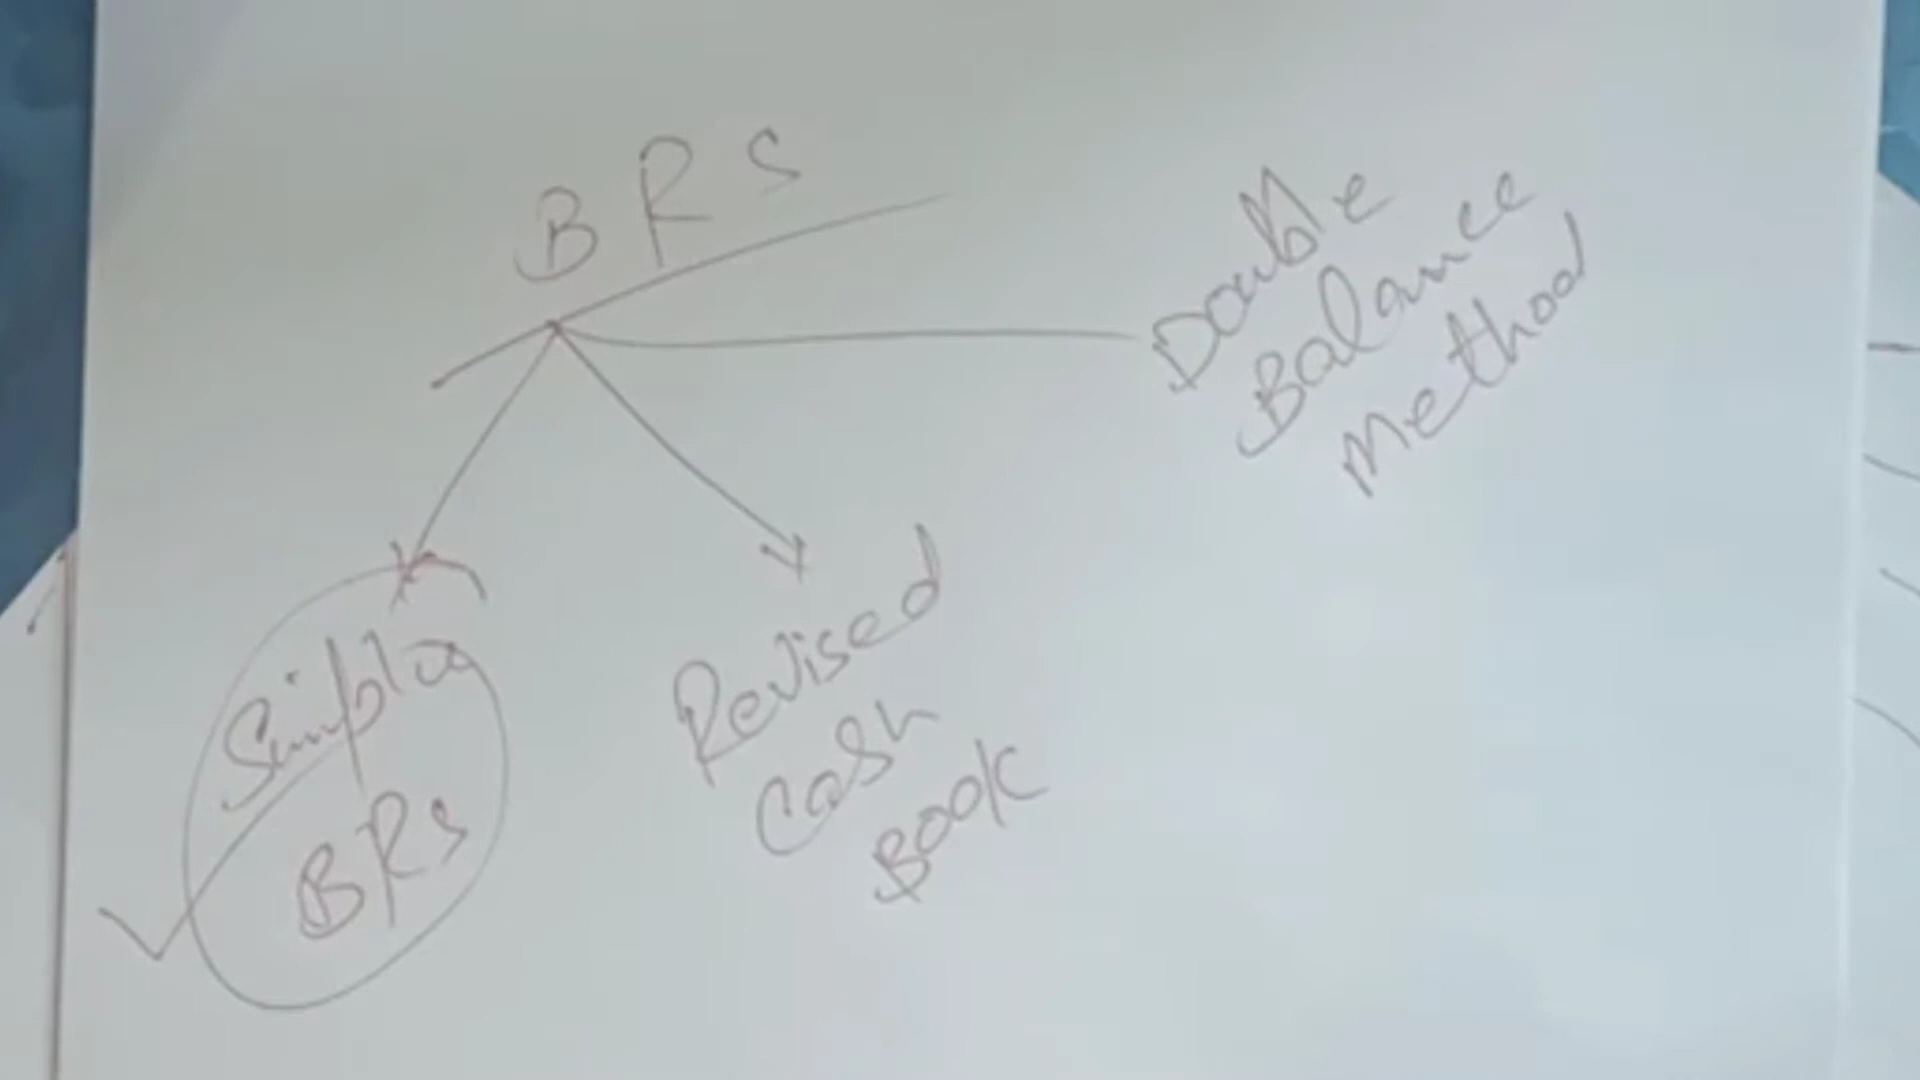 BRS
Simple
BRS
Revised
Cash
Book
Double
Balance
Method